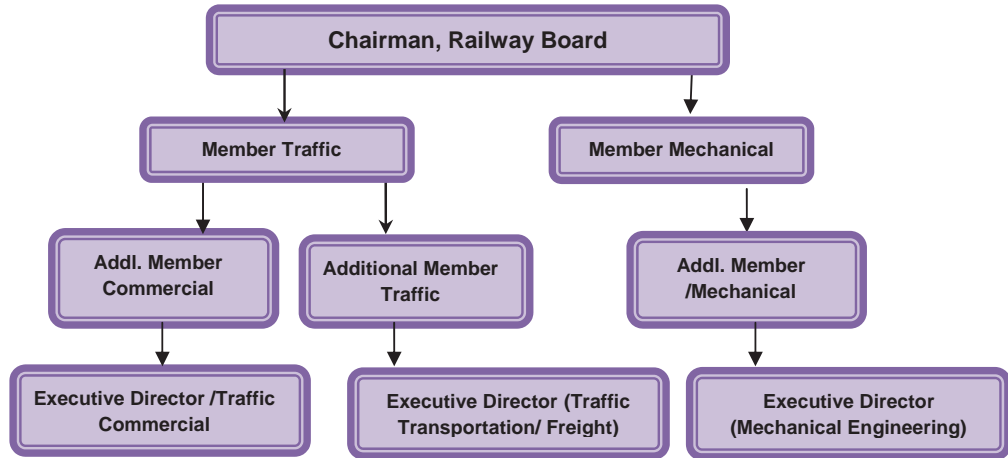 Chairman, Railway Board
Member Traffic
Member Mechanical
Addl. Member
Commercial
Additional Member
Traffic
Addl. Member
/Mechanical
Executive Director /Traffic
Commercial
Executive Director (Traffic
Transportation/ Freight)
Executive Director
(Mechanical Engineering)